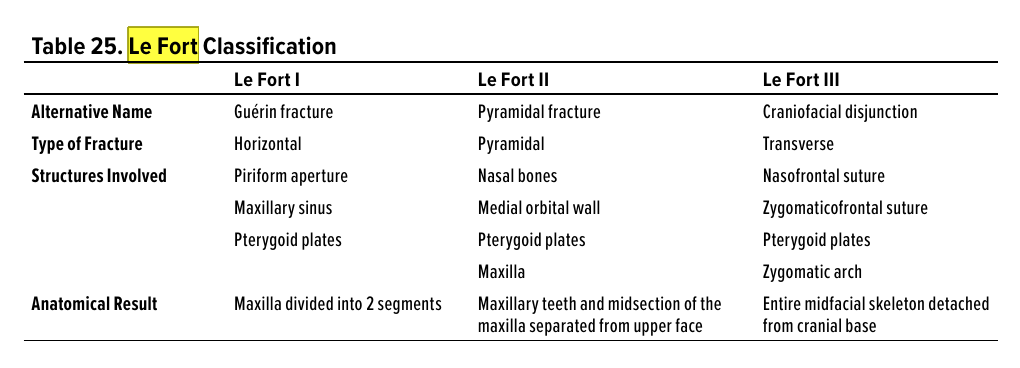 Table 25. Le Fort Classification
Le Fort I Le Fort II Le Fort III
Alternative Name Guérin fracture Pyramidal fracture Craniofacial disjunction
Type of Fracture Horizontal Pyramidal Transverse
Structures Involved Piriform aperture Nasal bones Nasofrontal suture
Maxillary sinus Medial orbital wall Zygomaticofrontal suture
Pterygoid plates Pterygoid plates Pterygoid plates
Maxilla Zygomatic arch
Anatomical Result Maxilla divided into 2 segments Maxillary teeth and midsection of the Entire midfacial skeleton detached
maxilla separated from upper face from cranial base